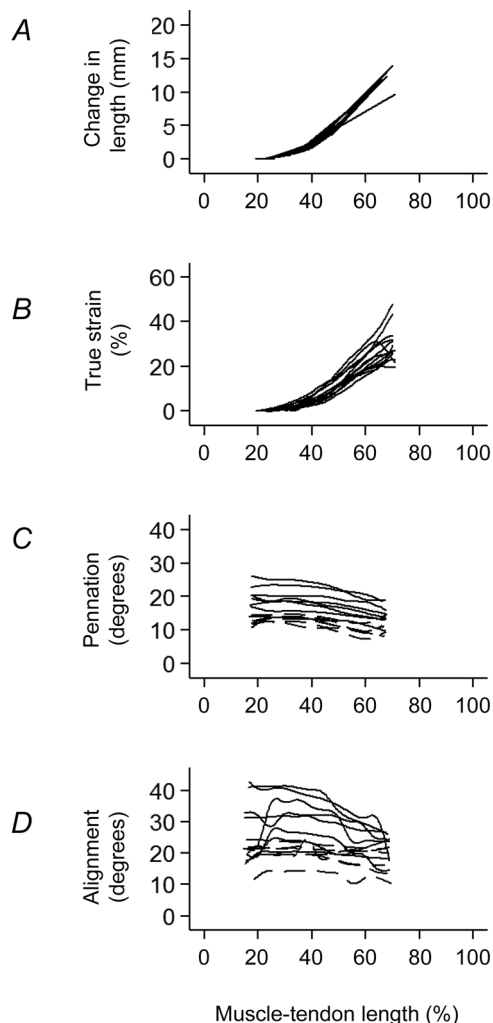 A
Change in
length (mm)
20
15
10
5
0
0 20 40 60 80 100
B
True strain
(%)
60
40
20
0
0 20 40 60 80 100
C
Pennation
(degrees)
40
30
20
10
0
0 20 40 60 80 100
D
Alignment
(degrees)
40
30
20
10
0
0 20 40 60 80 100
Muscle-tendon length (%)